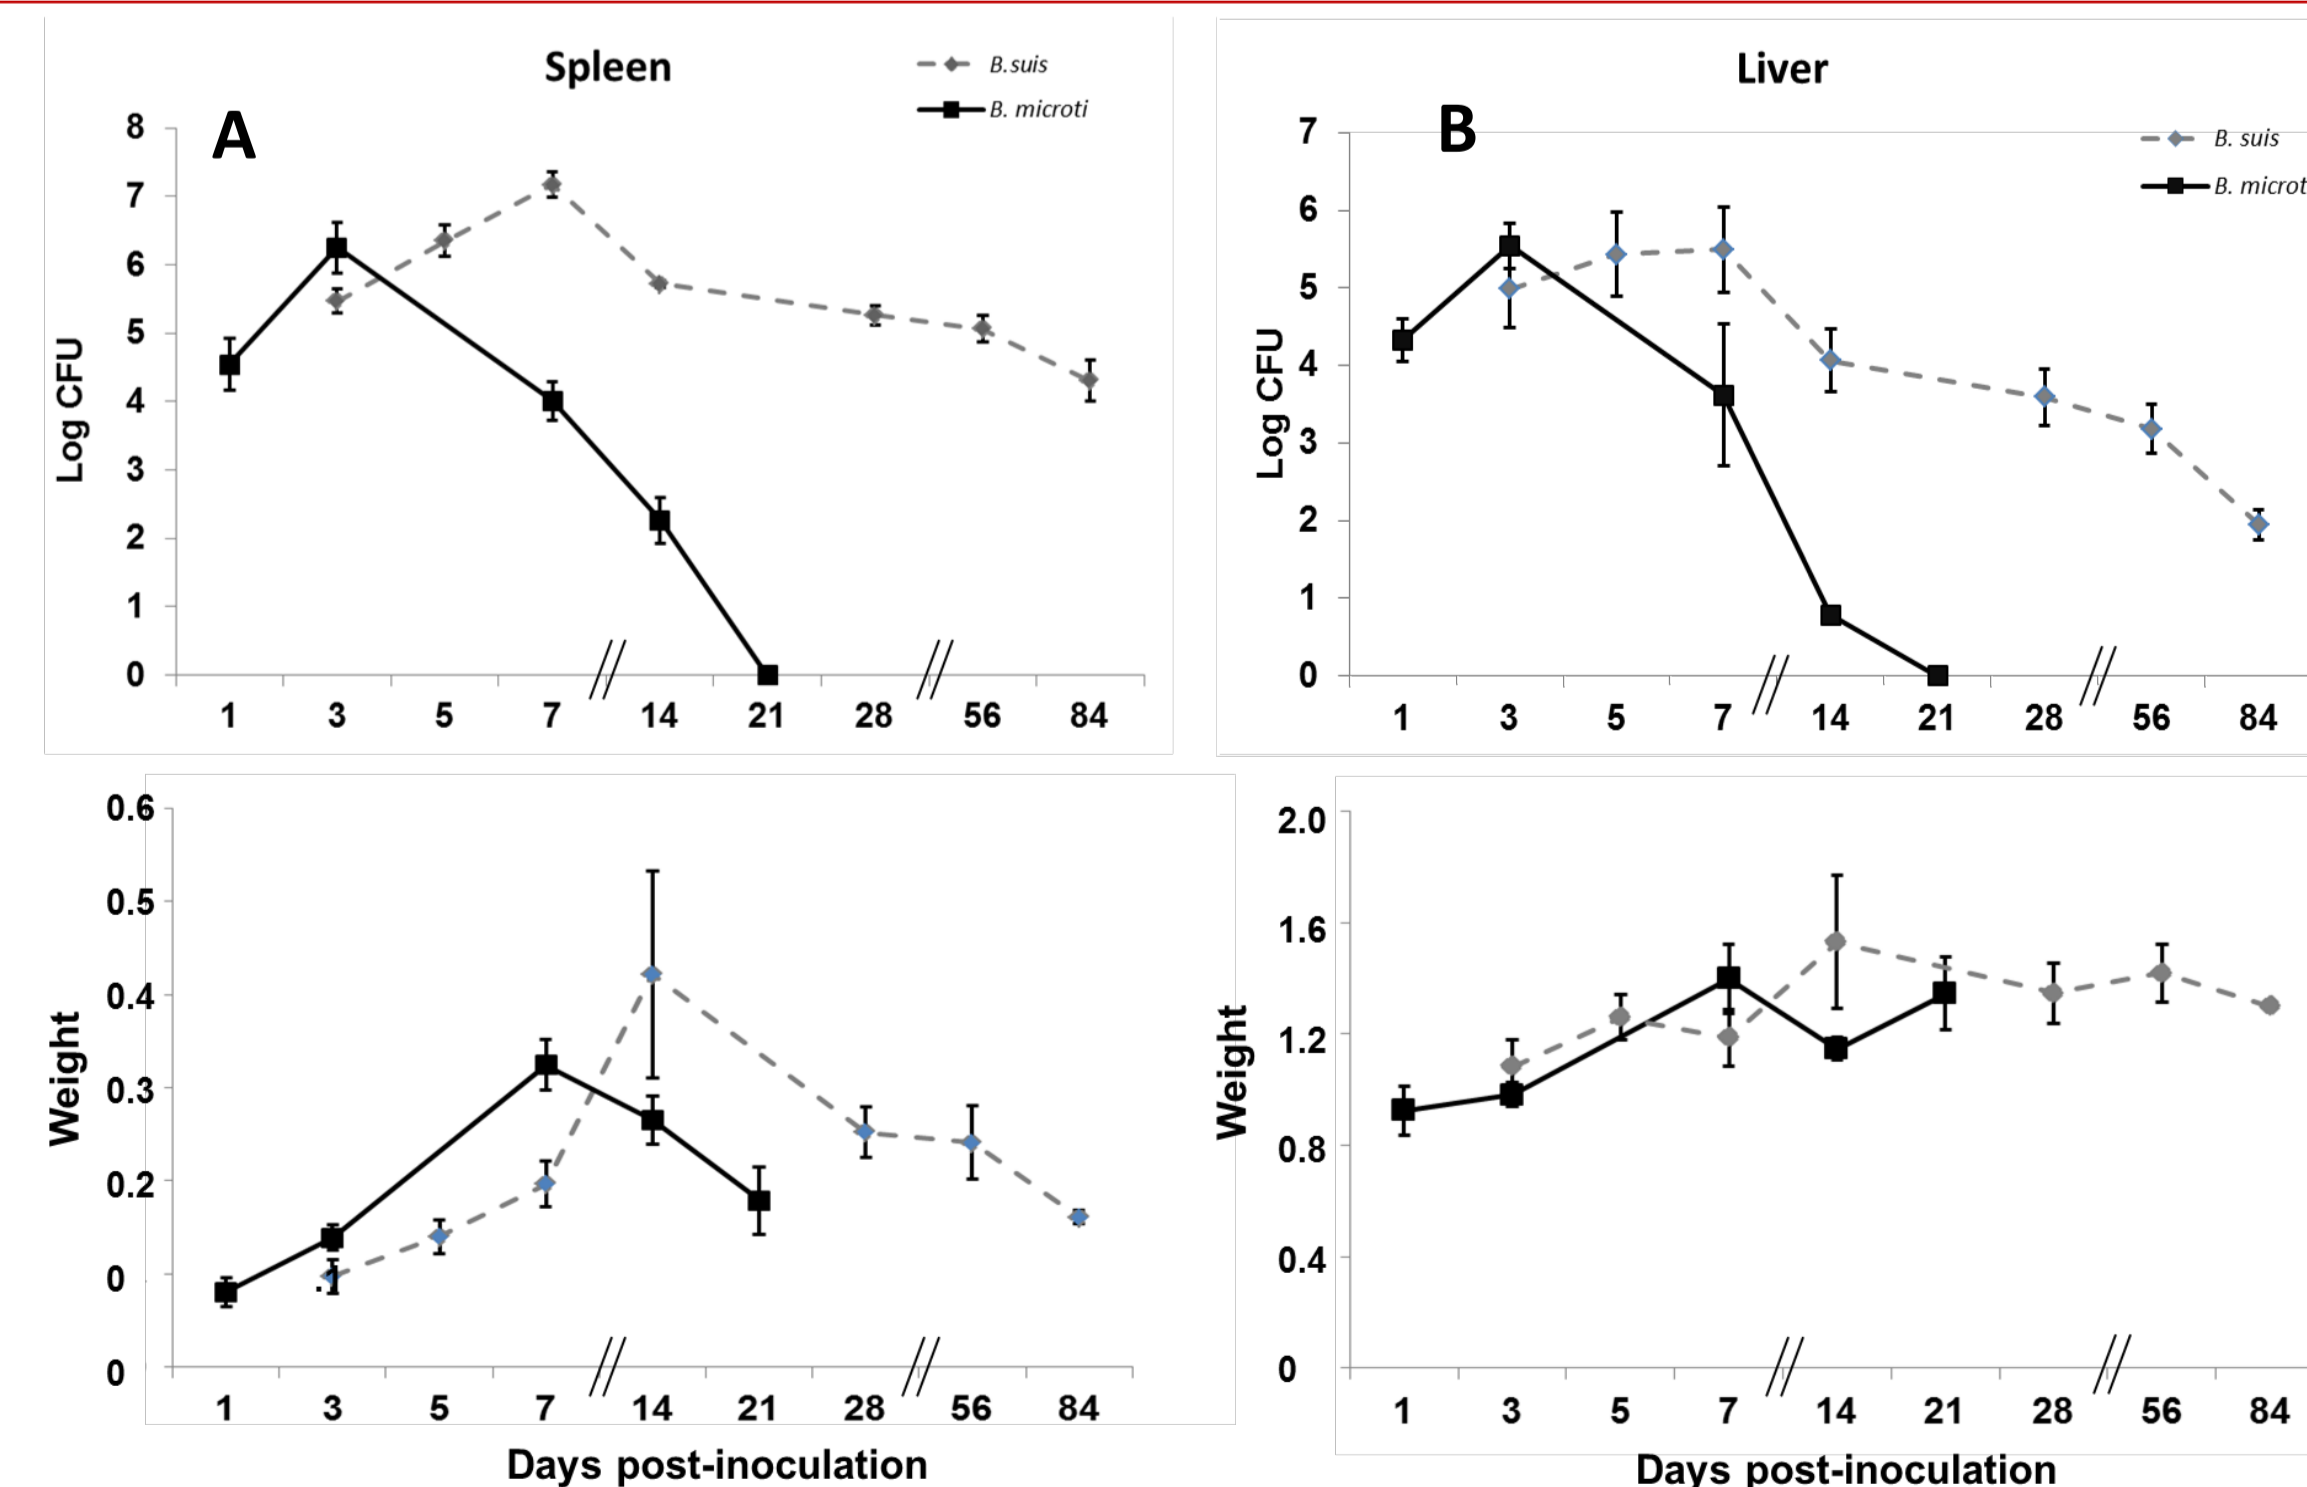 Spleen
B.suis
B. microti
A
8
7
6
5
4
3
2
1
0
Log CFU
1 3 5 7 14 21 28 56 84
Liver
B. suis
B. microt
B
7
6
5
4
3
2
1
0
Log CFU
1 3 5 7 14 21 28 56 84
0.6
0.5
0.4
0.3
0.2
0
.1
0
Weight
1 3 5 7 14 21 28 56 84
Days post-inoculation
2.0
1.6
1.2
0.8
0.4
0
Weight
1 3 5 7 14 21 28 56 84
Days post-inoculation